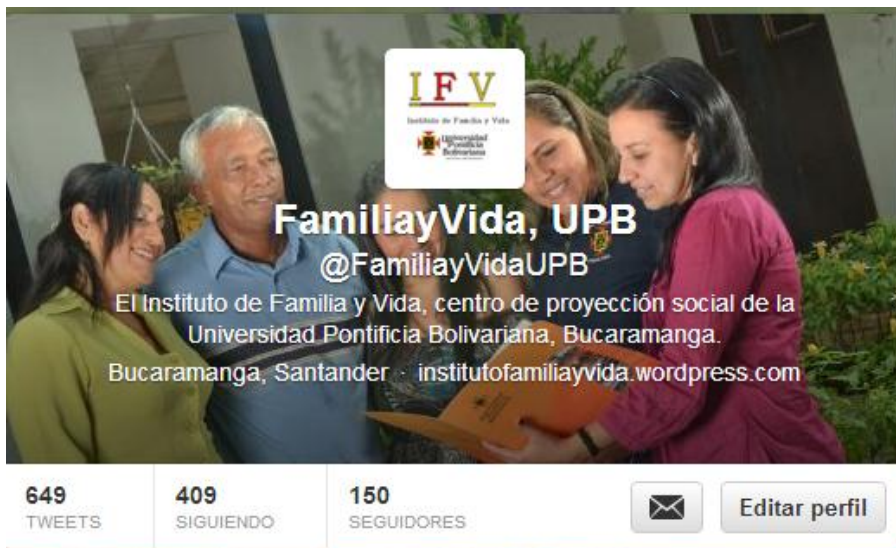 I F V
Instituto de Familia y Vida
Universidad
Pontificia
Bolivariana
FamiliayVida, UPB
@FamiliayVidaUPB
El Instituto de Familia y Vida, centro de proyección social de la
Universidad Pontificia Bolivariana, Bucaramanga.
Bucaramanga, Santander · institutofamiliayvida.wordpress.com
649
TWEETS
409
SIGUIENDO
150
SEGUIDORES
Editar perfil